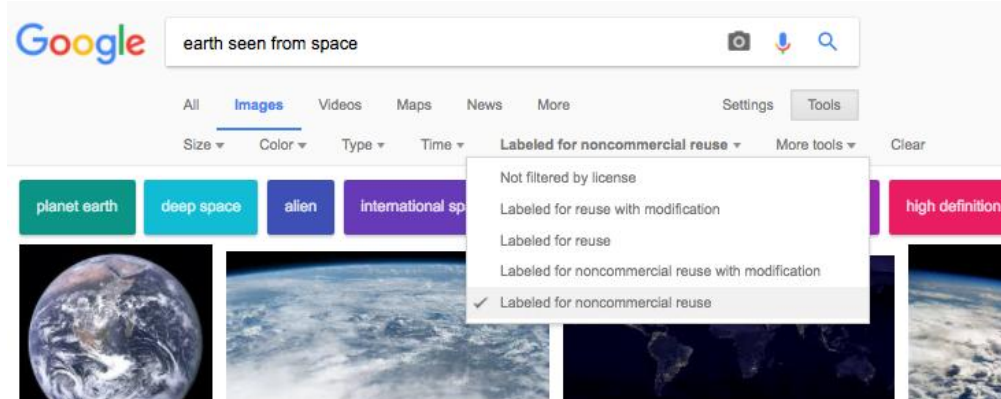 Google earth seen from space
All Images Videos Maps News More Settings Tools
Size Color Type Time Labeled for noncommercial reuse More tools Clear
Not filtered by license
Labeled for reuse with modification
Labeled for reuse
Labeled for noncommercial reuse with modification
Labeled for noncommercial reuse
planet earth deep space alien international high definition